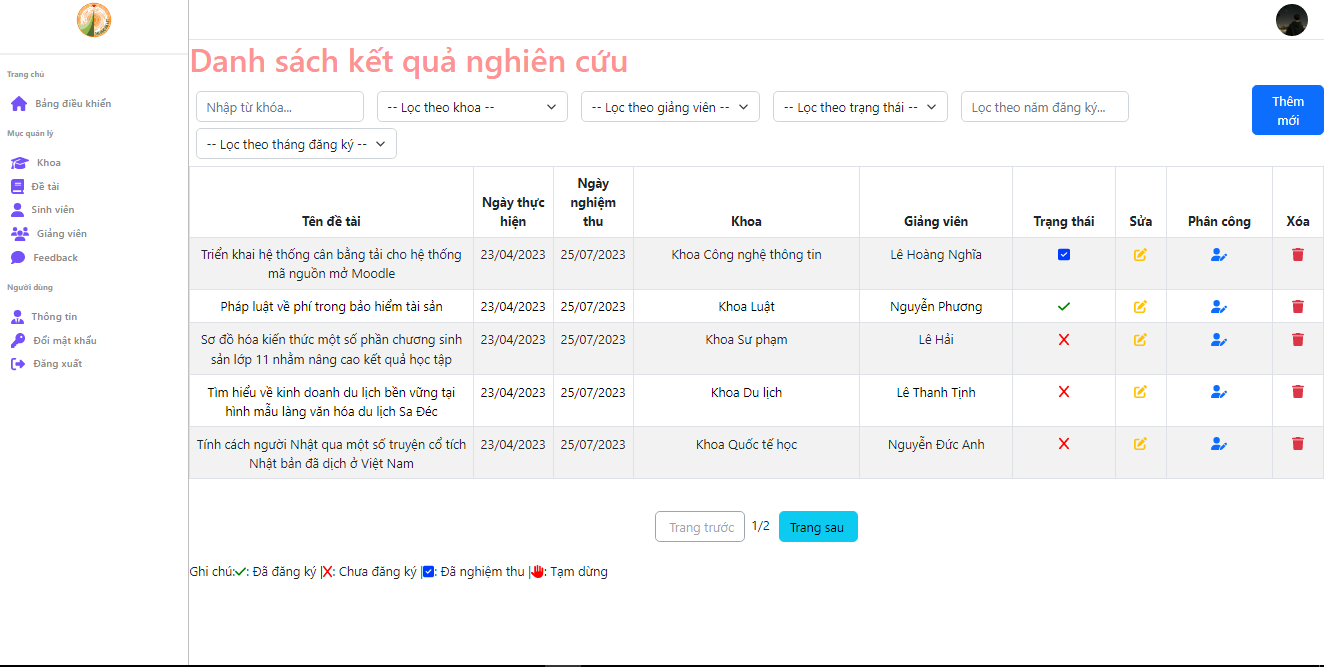 Trang chủ
Bảng điều khiển
Mục quản lý
Khoa
Đề tài
Sinh viên
Giảng viên
Feedback
Người dùng
Thông tin
Đổi mật khẩu
Đăng xuất
Danh sách kết quả nghiên cứu
Nhập từ khóa...
-- Lọc theo khoa --
-- Lọc theo giảng viên --
-- Lọc theo trạng thái --
Lọc theo năm đăng ký...
Thêm
mới
-- Lọc theo tháng đăng ký --
Tên đề tài
Ngày thực
hiện
Ngày
nghiệm
thu
Khoa
Giảng viên
Trạng thái
Sửa
Phân công
Xóa
Triển khai hệ thống cân bằng tải cho hệ thống
mã nguồn mở Moodle
23/04/2023
25/07/2023
Khoa Công nghệ thông tin
Lê Hoàng Nghĩa
Pháp luật về phí trong bảo hiểm tài sản
23/04/2023
25/07/2023
Khoa Luật
Nguyễn Phương
Sơ đồ hóa kiến thức một số phần chương sinh
sản lớp 11 nhằm nâng cao kết quả học tập
23/04/2023
25/07/2023
Khoa Sư phạm
Lê Hải
Tìm hiểu về kinh doanh du lịch bền vững tại
hình mẫu làng văn hóa du lịch Sa Đéc
23/04/2023
25/07/2023
Khoa Du lịch
Lê Thanh Tịnh
Tính cách người Nhật qua một số truyện cổ tích
Nhật bản đã dịch ở Việt Nam
23/04/2023
25/07/2023
Khoa Quốc tế học
Nguyễn Đức Anh
Trang trước
1/2
Trang sau
Ghi chú:✓: Đã đăng ký |X: Chưa đăng ký |☑: Đã nghiệm thu |: Tạm dừng